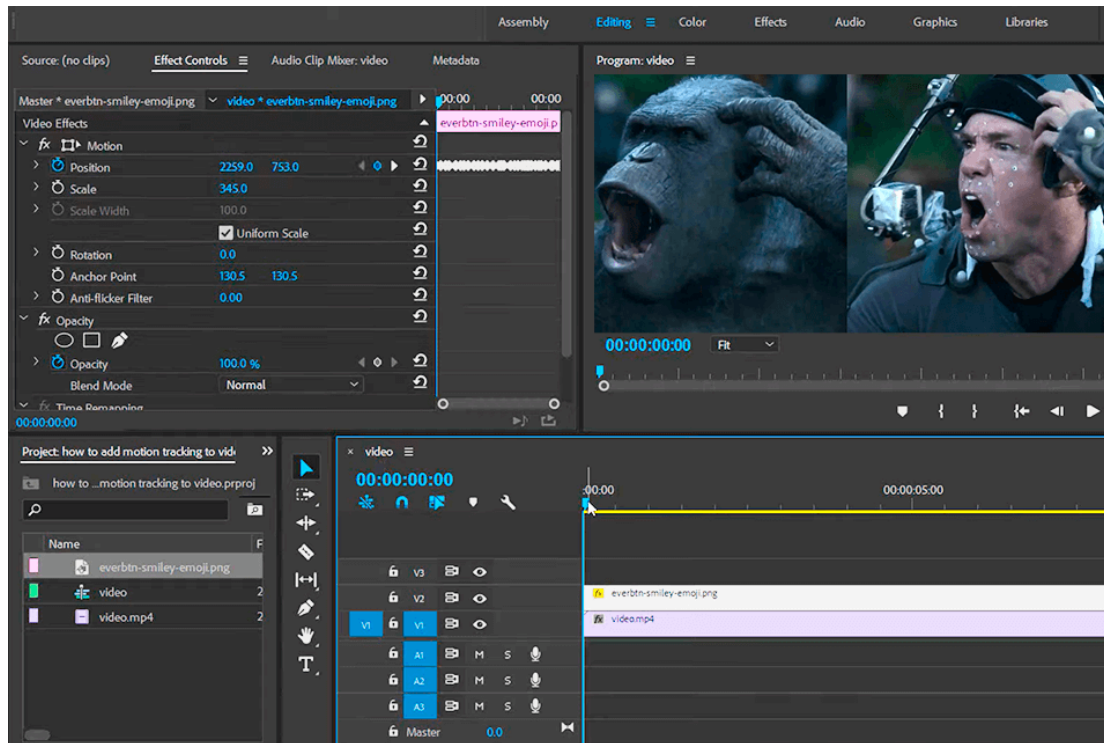 Assembly Editing Color Effects Audio Graphics Libraries
Source: (no clips) Effect Controls Audio Clip Mixer: video Metadata
Program: video
Master * everbtn-smiley-emoji.png video * everbtn-smiley-emoji.png
00:00 00:00
Video Effects
everbtn-smiley-emoji.p
fx Motion
Position 2259.0 753.0
Scale 345.0
Scale Width 100.0
Uniform Scale
Rotation 0.0
Anchor Point 130.5 130.5
Anti-flicker Filter 0.00
fx Opacity
Opacity 100.0 %
Blend Mode Normal
fx Time Remapping
00:00:00:00
00:00:00:00 Fit
Project: how to add motion tracking to vid
how to ...motion tracking to video.prproj
Name F
everbtn-smiley-emoji.png
video 2
video.mp4 2
T
× video
00:00:00:00
:00:00 00:00:05:00
V3
V2 fx everbtn-smiley-emoji.png
V1 V1 fx video.mp4
A1 M S
A2 M S
A3 M S
Master 0.0